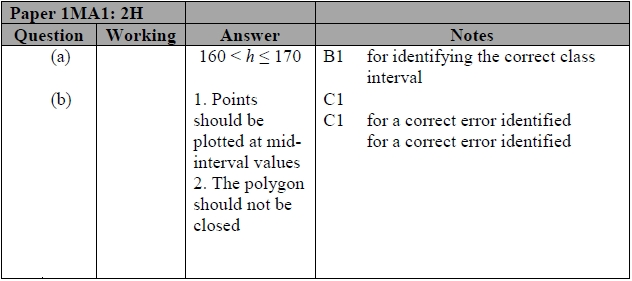 Paper 1MA1: 2H
Question Working Answer Notes
(a) 160 < h ≤ 170 B1 for identifying the correct class
interval
(b) 1. Points C1
should be C1 for a correct error identified
plotted at mid- for a correct error identified
interval values
2. The polygon
should not be
closed